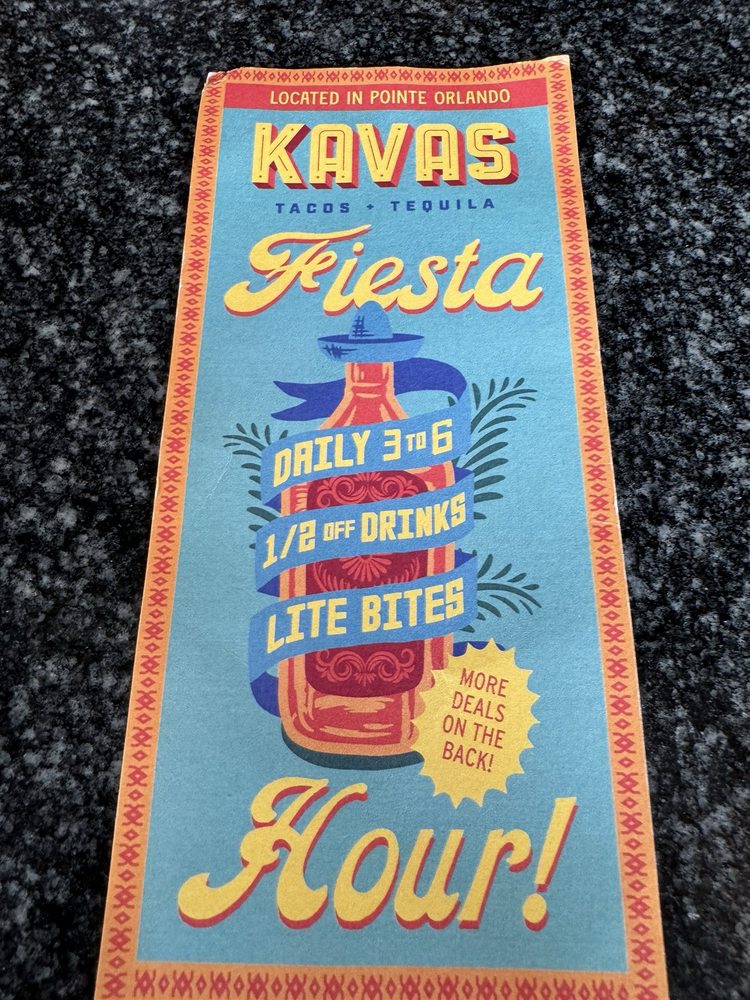 LOCATED IN POINTE ORLANDO
KAVAS
TACOS + TEQUILA
Fiesta
DAILY 3 TO 6
1/2 OFF DRINKS
LITE BITES
MORE
DEALS
ON THE
BACK!
Hour!